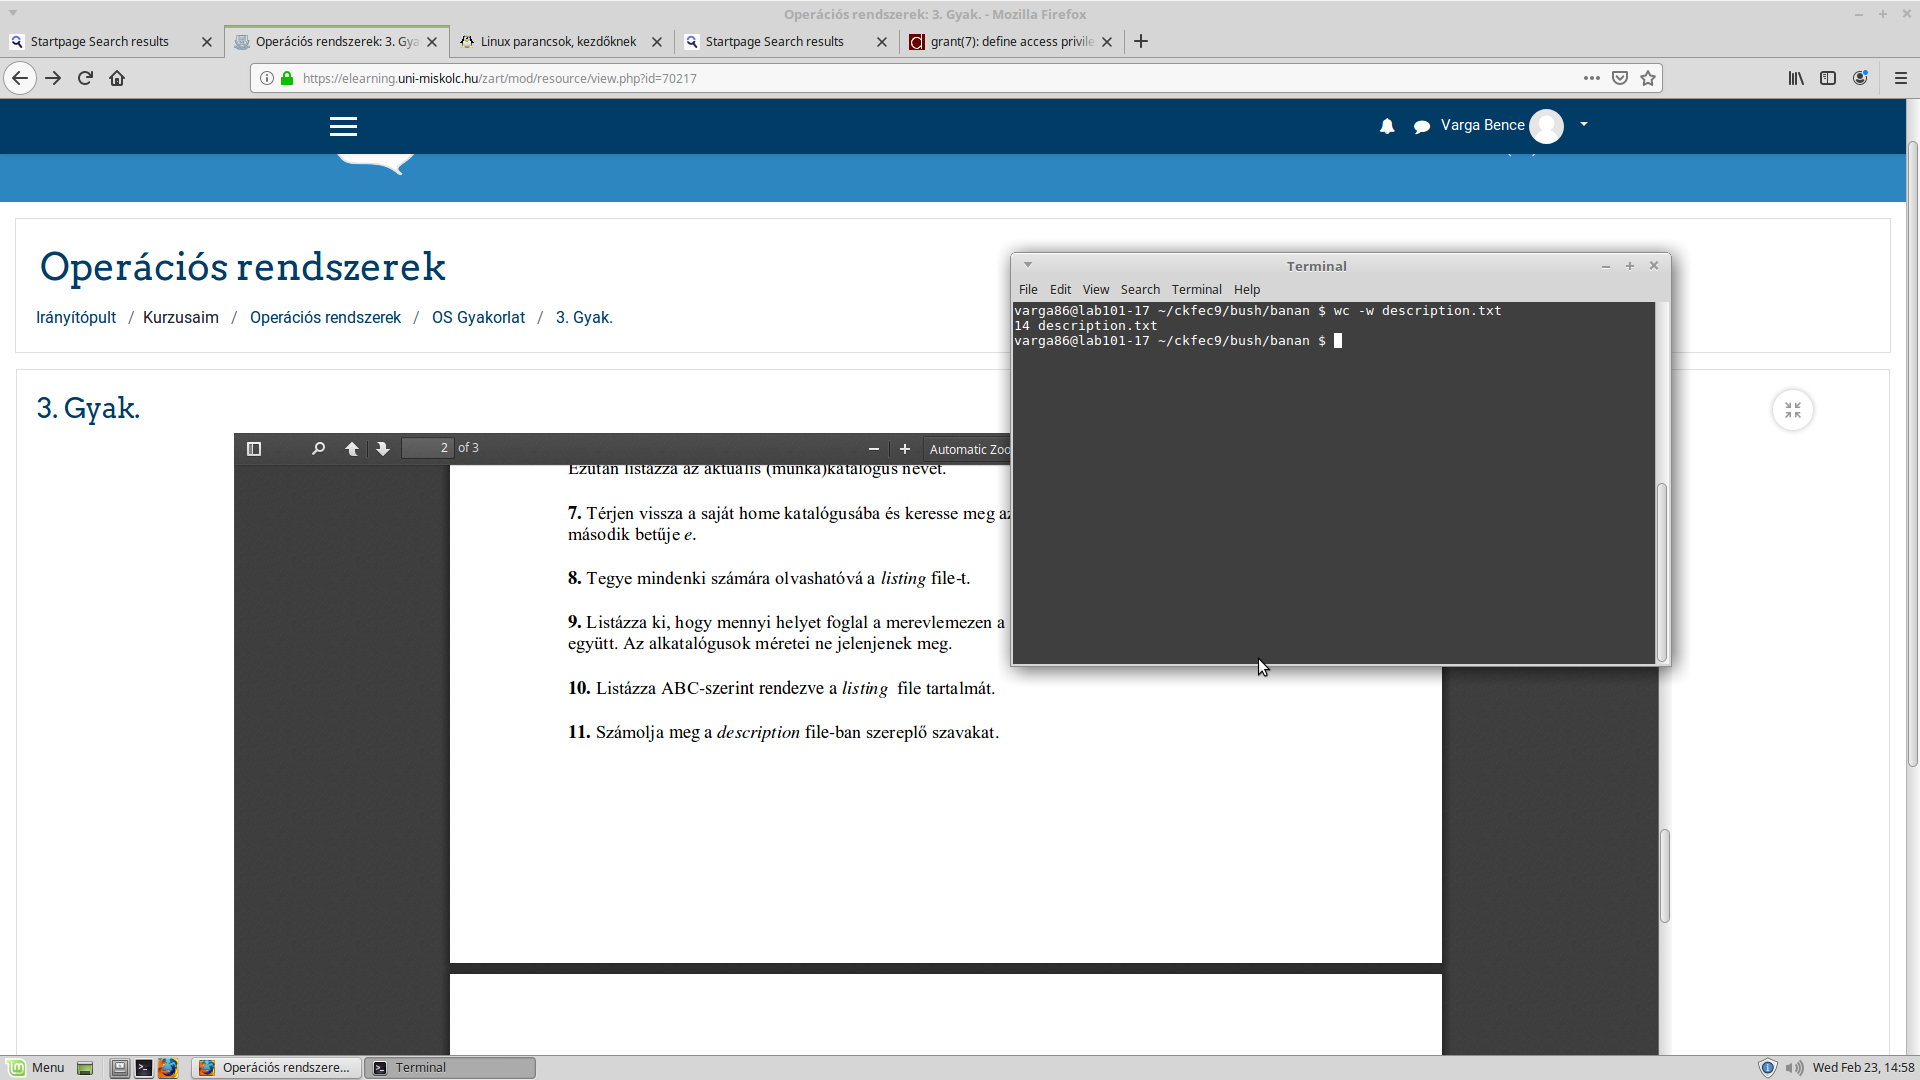 Operációs rendszerek: 3. Gyak. - Mozilla Firefox
Startpage Search results
Operációs rendszerek: 3. Gya
Linux parancsok, kezdőknek
Startpage Search results
grant(7): define access privile
https://elearning.uni-miskolc.hu/zart/mod/resource/view.php?id=70217
Varga Bence
Operációs rendszerek
Irányítópult / Kurzusaim / Operációs rendszerek / OS Gyakorlat / 3. Gyak.
3. Gyak.
2 of 3
Automatic Zoo
Ezután listázza az aktuális (munka)katalógus nevét.
7. Térjen vissza a saját home katalógusába és keresse meg az
második betűje e.
8. Tegye mindenki számára olvashatóvá a listing file-t.
9. Listázza ki, hogy mennyi helyet foglal a merevlemezen a
együtt. Az alkatalógusok méretei ne jelenjenek meg.
10. Listázza ABC-szerint rendezve a listing file tartalmát.
11. Számolja meg a description file-ban szereplő szavakat.
Terminal
File Edit View Search Terminal Help
varga86@lab101-17 ~/ckfec9/bush/banan $ wc -w description.txt
14 description.txt
varga86@lab101-17 ~/ckfec9/bush/banan $
Menu
Operációs rendszere...
Terminal
Wed Feb 23, 14:58